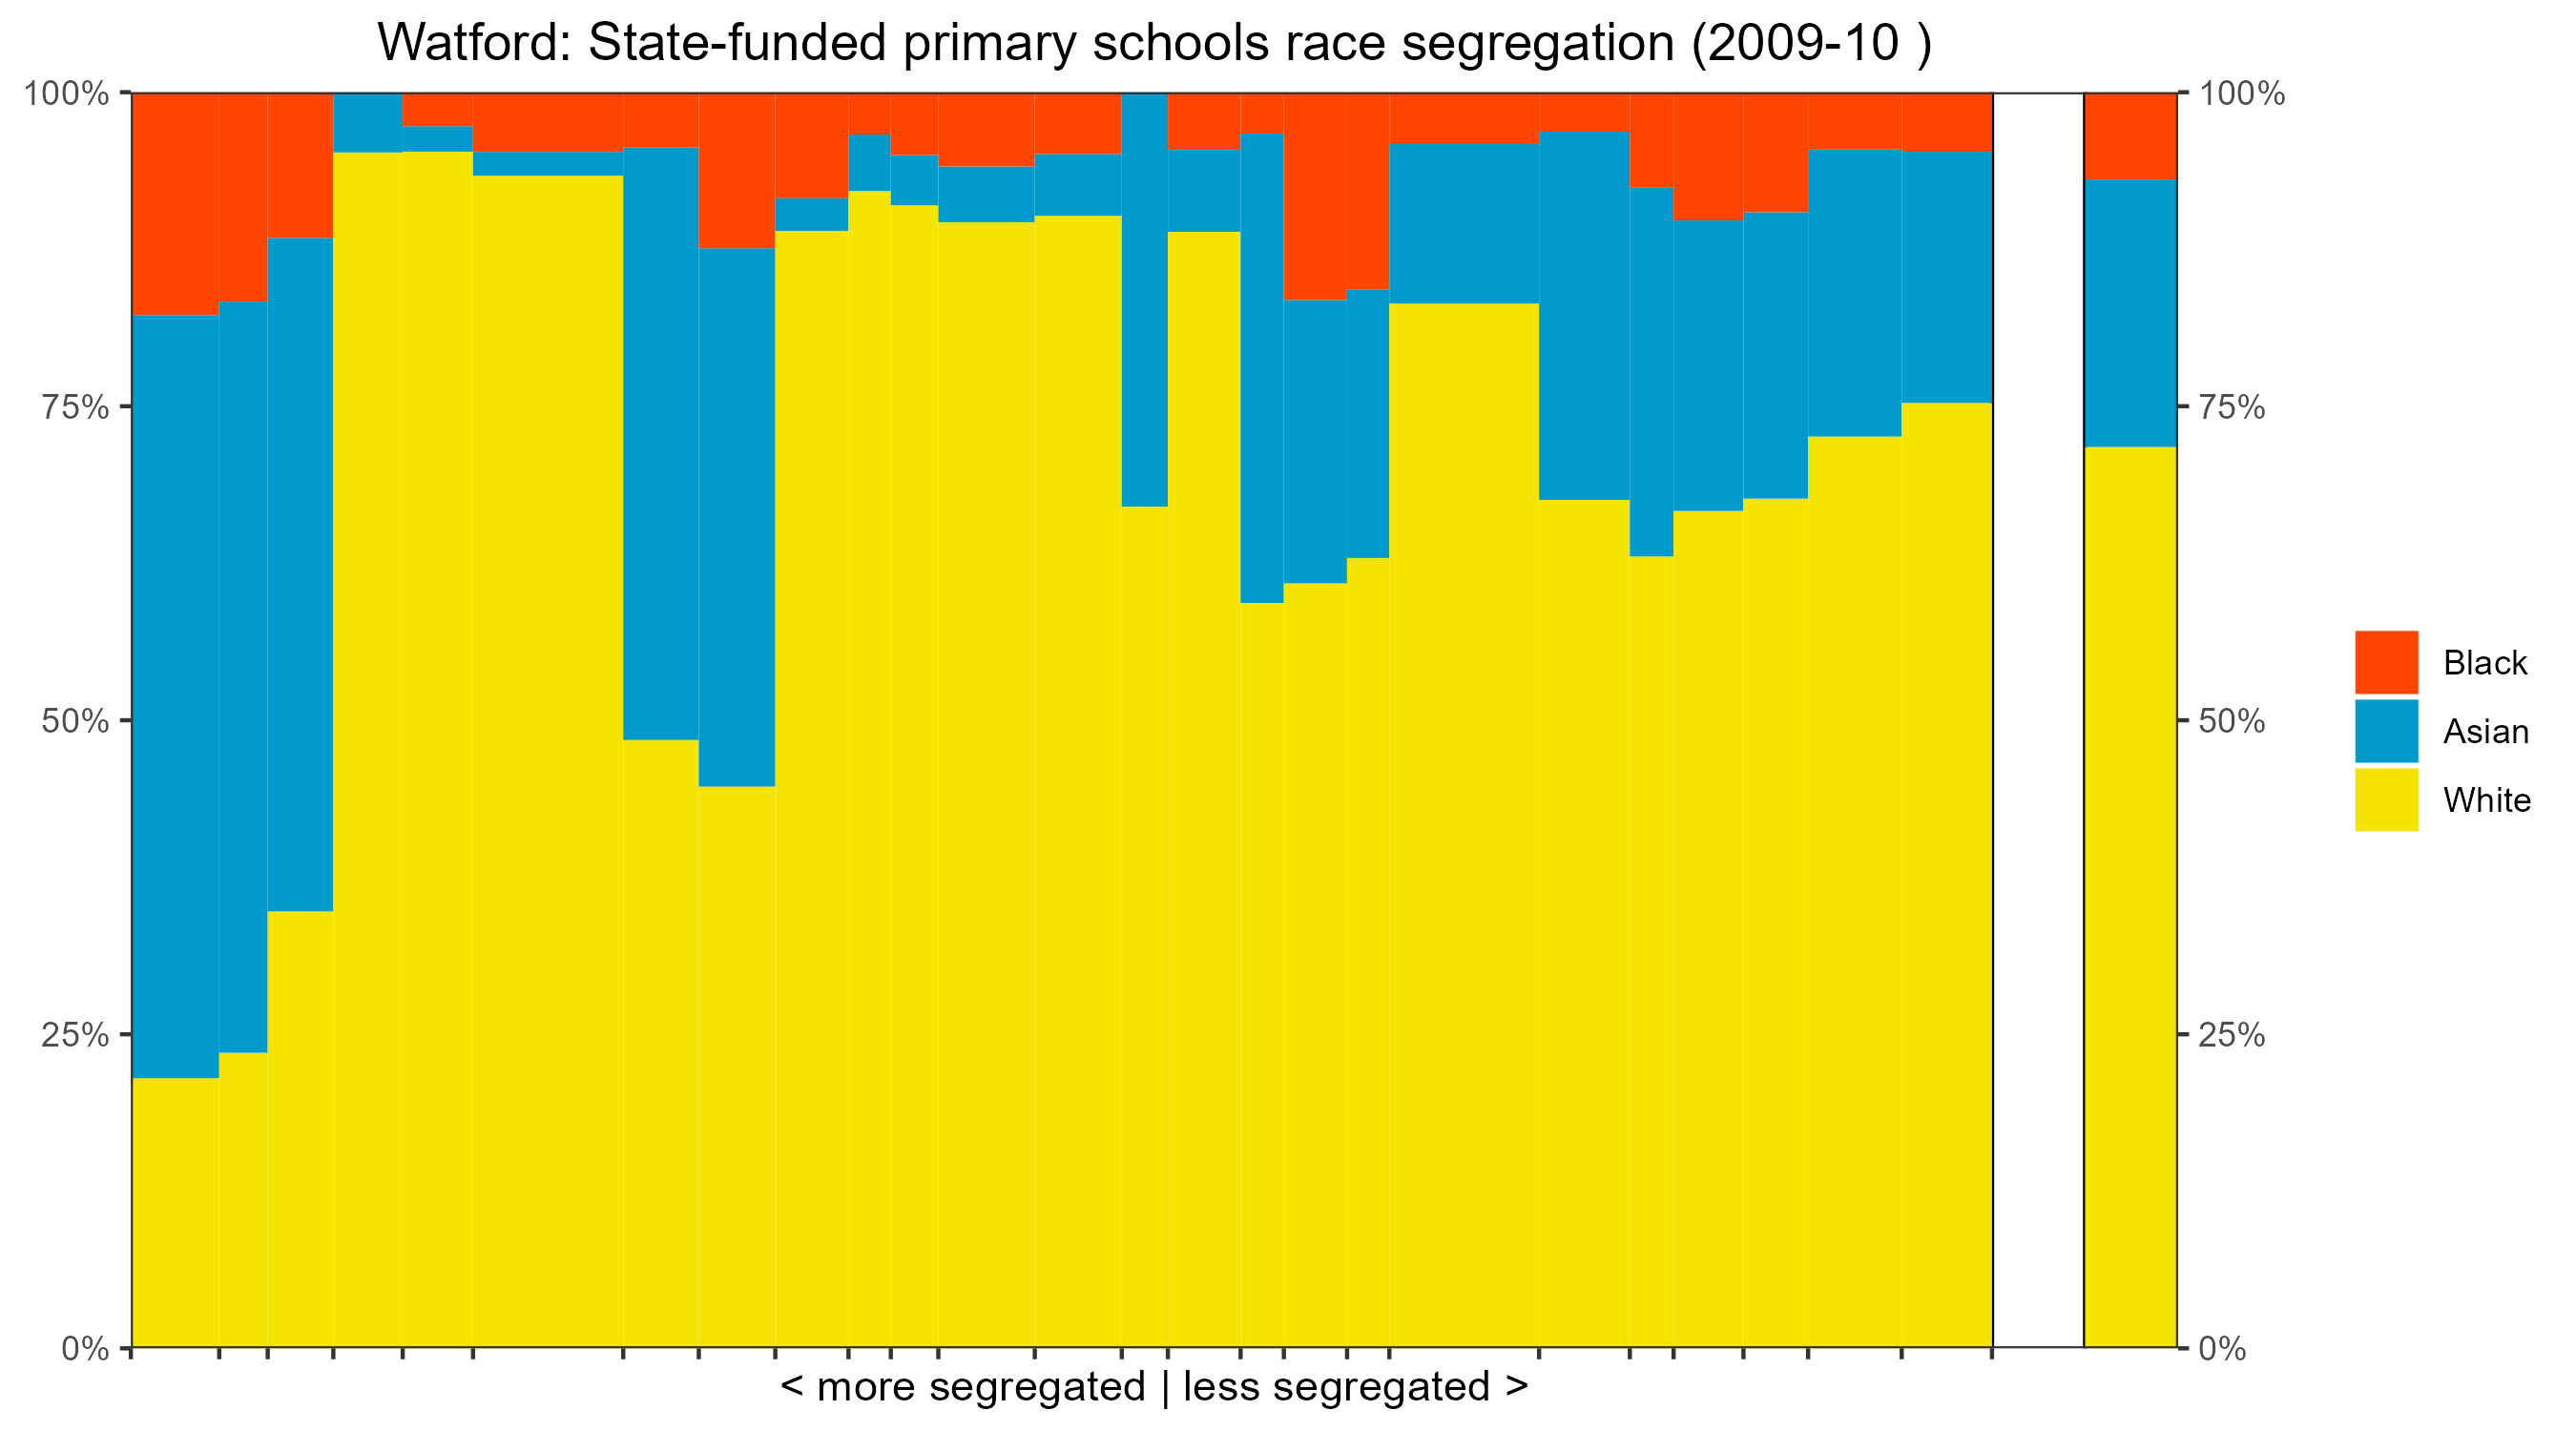 Watford: State-funded primary schools race segregation (2009-10 )
100%
75%
50%
25%
0%
100%
75%
50%
25%
0%
Black
Asian
White
< more segregated | less segregated >